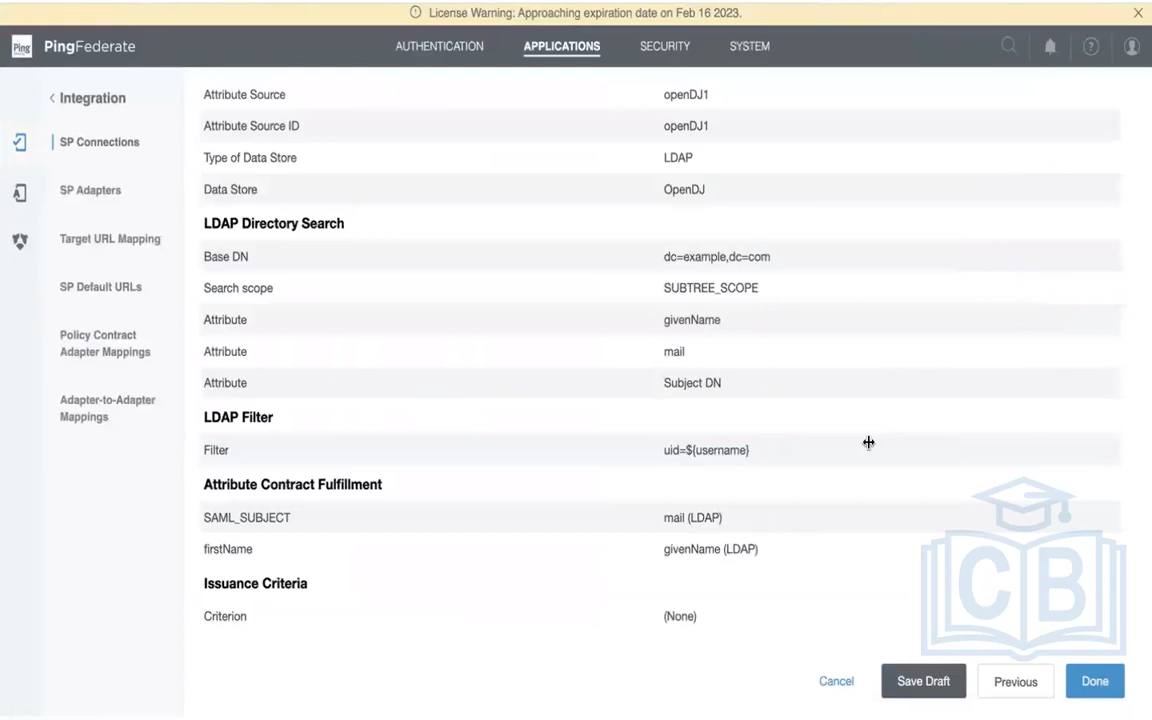 License Warning: Approaching expiration date on Feb 16 2023.
Ping PingFederate AUTHENTICATION APPLICATIONS SECURITY SYSTEM
Integration
SP Connections
SP Adapters
Target URL Mapping
SP Default URLs
Policy Contract
Adapter Mappings
Adapter-to-Adapter
Mappings
Attribute Source openDJ1
Attribute Source ID openDJ1
Type of Data Store LDAP
Data Store OpenDJ
LDAP Directory Search
Base DN dc=example,dc=com
Search scope SUBTREE_SCOPE
Attribute givenName
Attribute mail
Attribute Subject DN
LDAP Filter
Filter uid=${username}
Attribute Contract Fulfillment
SAML_SUBJECT mail (LDAP)
firstName givenName (LDAP)
Issuance Criteria
Criterion (None)
CB
Cancel Save Draft Previous Done